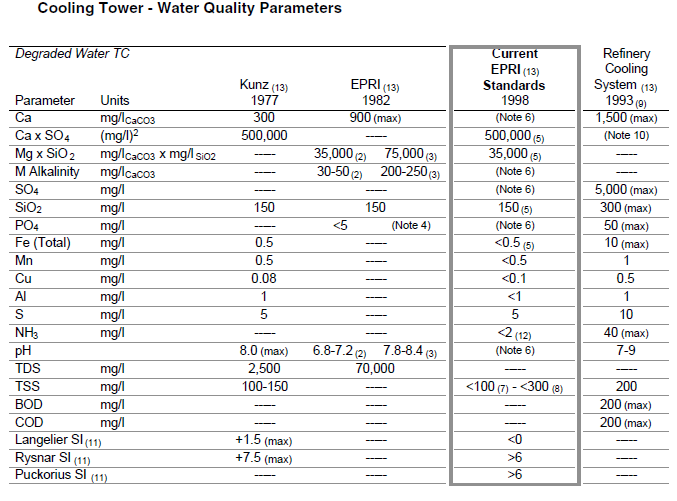 Cooling Tower - Water Quality Parameters
Degraded Water TC Current Refinery
EPRI (13) Cooling
Kunz (13) EPRI (13) Standards System (13)
Parameter Units 1977 1982 1998 1993 (9)
Ca mg/lCaCO3 300 900 (max) (Note 6) 1,500 (max)
Ca x SO4 (mg/l)2 500,000 ----- 500,000 (5) (Note 10)
Mg x SiO2 mg/lCaCO3 x mg/l SiO2 ----- 35,000 (2) 75,000 (3) 35,000 (5) -----
M Alkalinity mg/lCaCO3 ----- 30-50 (2) 200-250 (3) (Note 6) -----
SO4 mg/l ----- ----- (Note 6) 5,000 (max)
SiO2 mg/l 150 150 150 (5) 300 (max)
PO4 mg/l ----- <5 (Note 4) (Note 6) 50 (max)
Fe (Total) mg/l 0.5 ----- <0.5 (5) 10 (max)
Mn mg/l 0.5 ----- <0.5 1
Cu mg/l 0.08 ----- <0.1 0.5
Al mg/l 1 ----- <1 1
S mg/l 5 ----- 5 10
NH3 mg/l ----- ----- <2 (12) 40 (max)
pH 8.0 (max) 6.8-7.2 (2) 7.8-8.4 (3) (Note 6) 7-9
TDS mg/l 2,500 70,000 ----- -----
TSS mg/l 100-150 ----- <100 (7) - <300 (8) 200
BOD mg/l ----- ----- ----- 200 (max)
COD mg/l ----- ----- ----- 200 (max)
Langelier SI (11) +1.5 (max) ----- <0 -----
Rysnar SI (11) +7.5 (max) ----- >6 -----
Puckorius SI (11) ----- ----- >6 -----